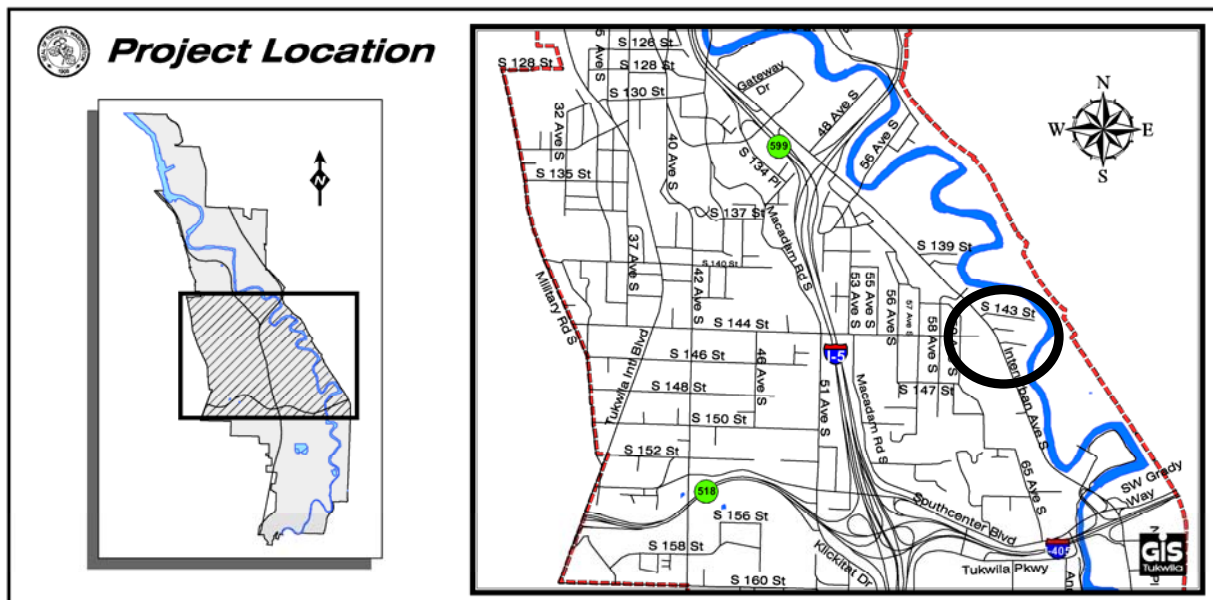 Project Location
N
S 126 St
S 128 St
S 128 St
S 130 St
Gateway
Dr
48 Ave S
56 Ave S
32 Ave S
40 Ave S
599
S 134 Pl
S 135 St
S 137 St
Macadam Rd S
37 Ave S
S 139 St
S 140 St
42 Ave S
Military Rd S
Tukwila Intl Blvd
53 Ave S
55 Ave S
56 Ave S
57 Ave S
58 Ave S
S 143 St
S 144 St
S 146 St
46 Ave S
I-5
S 147 St
S 148 St
Interurban Ave S
51 Ave S
Macadam Rd S
S 150 St
S 152 St
65 Ave S
SW Grady
Way
518
Southcenter Blvd
S 156 St
S 158 St
Klickitat Dr
I-405
Tukwila Pkwy
S 160 St
N
W
E
S
GIS
Tukwila